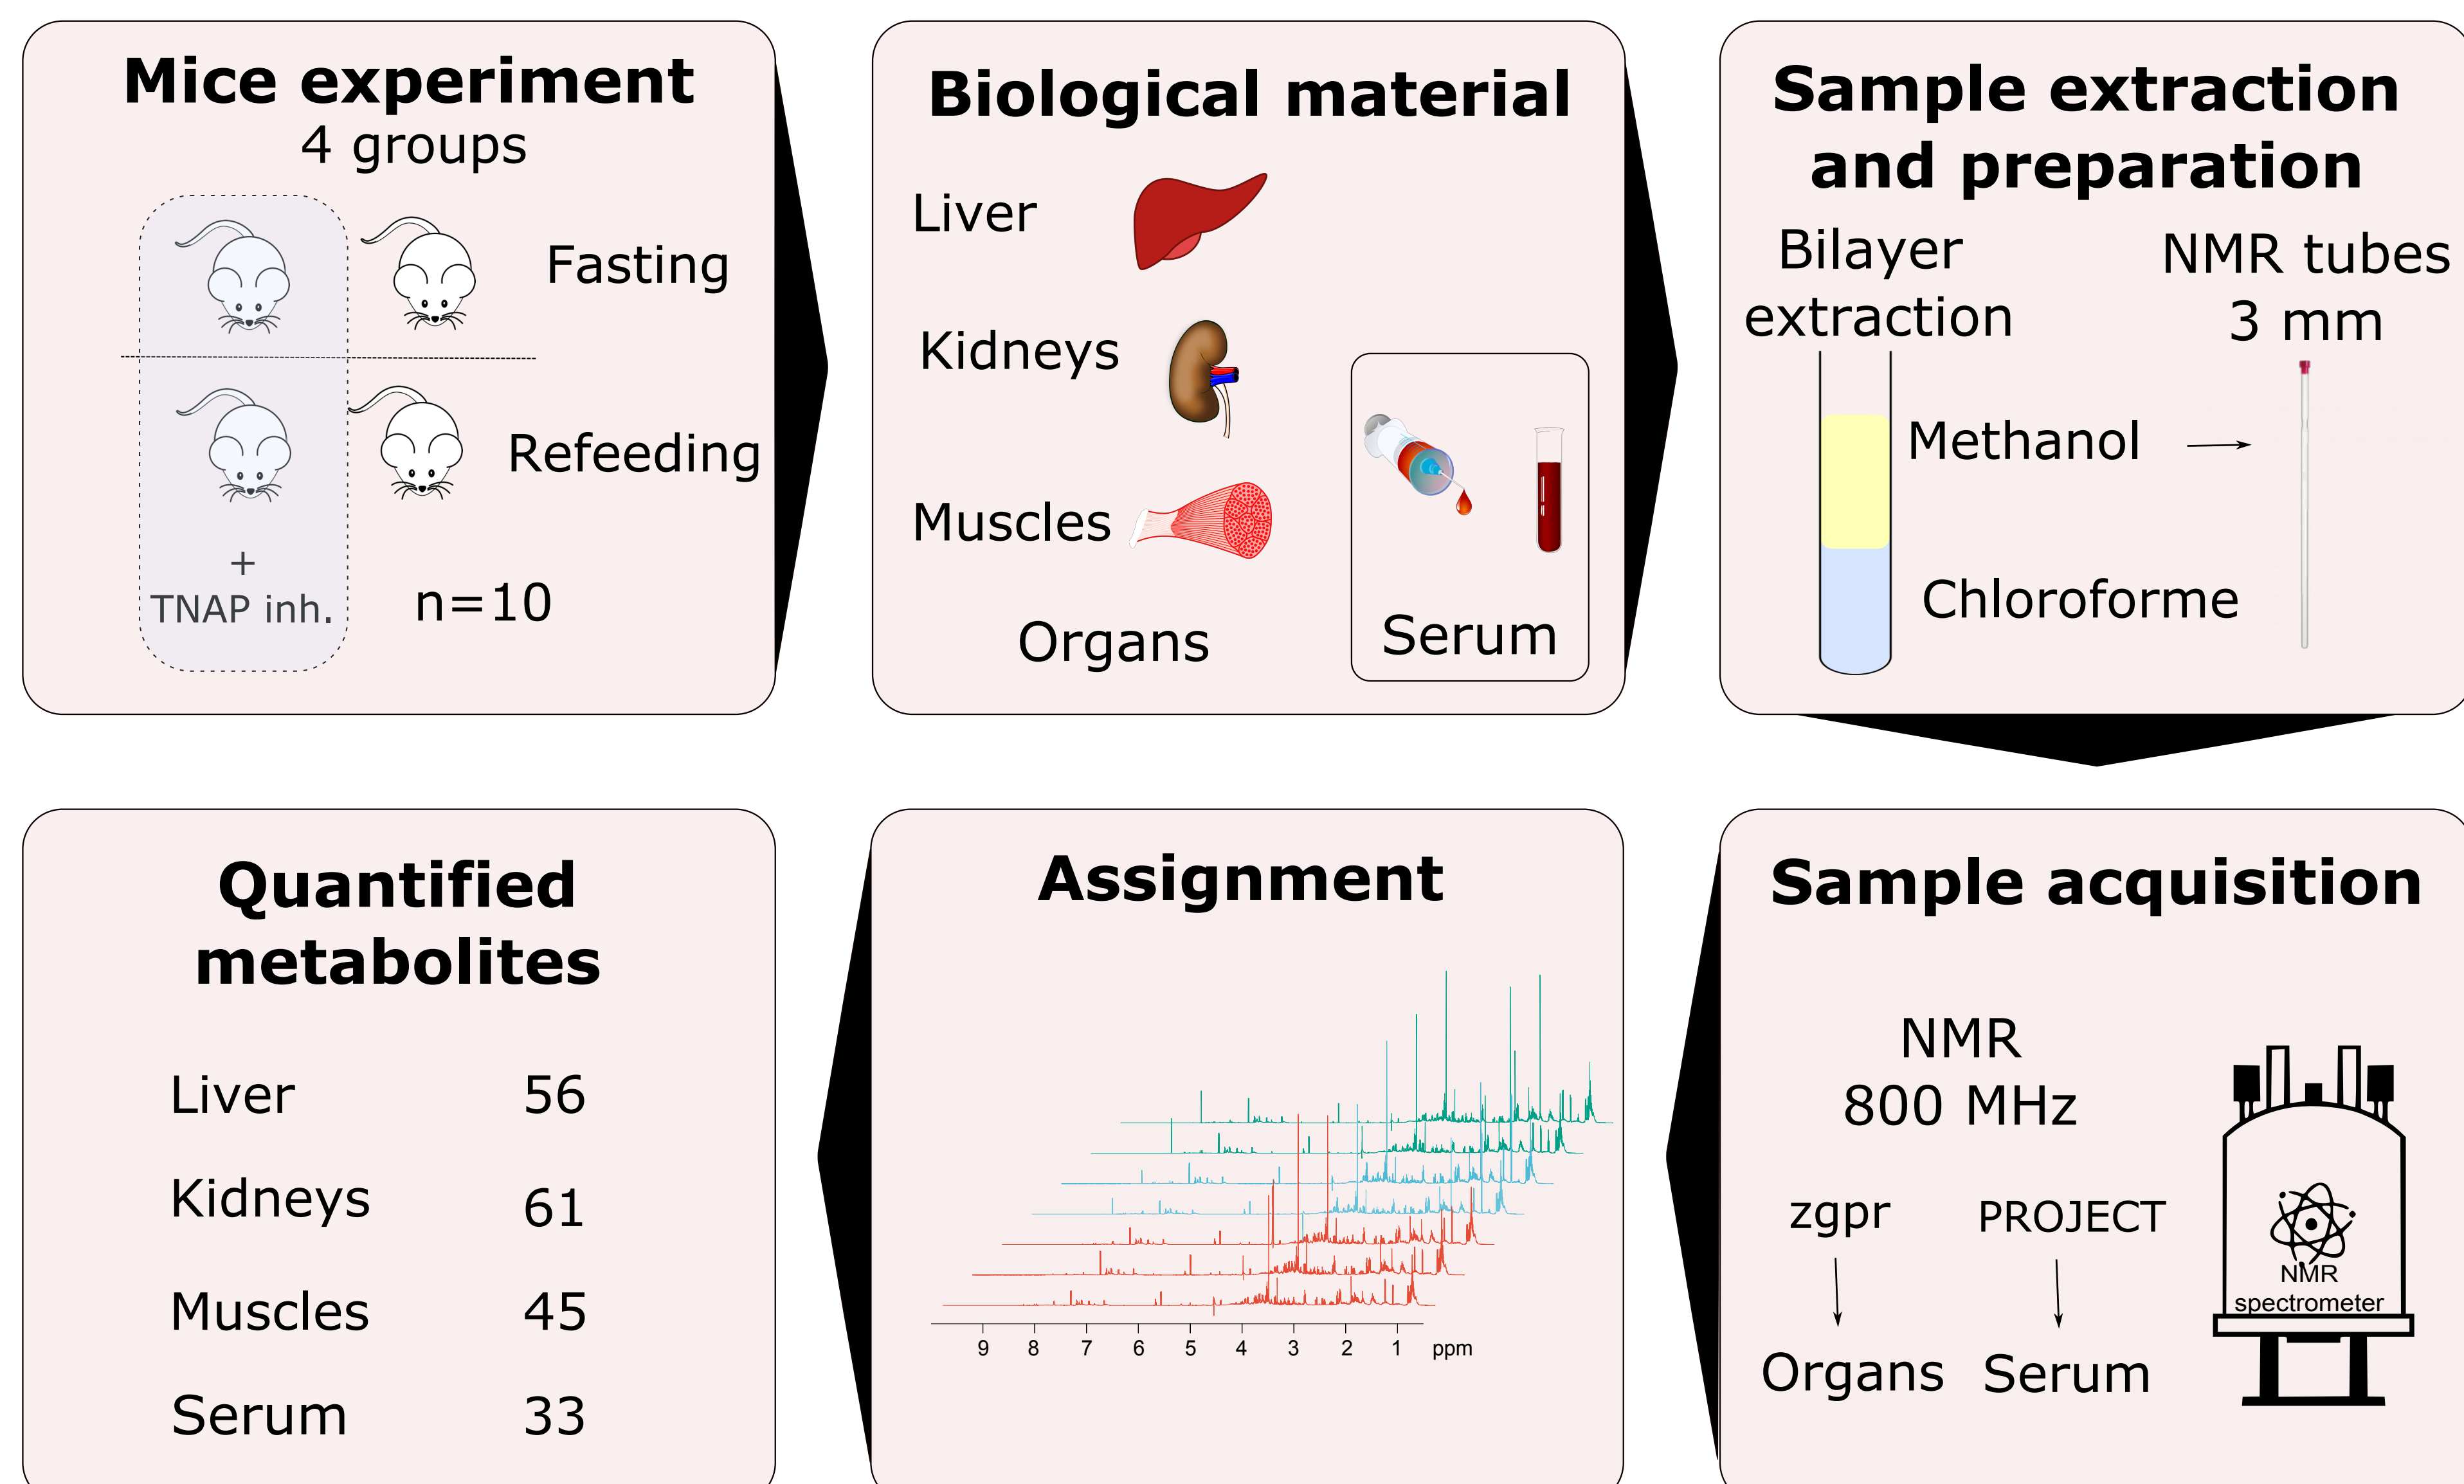 Mice experiment
4 groups
Fasting
Refeeding
+
TNAP inh.
n=10
Biological material
Liver
Kidneys
Muscles
Organs
Serum
Sample extraction
and preparation
Bilayer
extraction
NMR tubes
3 mm
Methanol
Chloroforme
Sample acquisition
NMR
800 MHz
zgpr
PROJECT
Organs
Serum
NMR
spectrometer
Assignment
9 8 7 6 5 4 3 2 1 ppm
Quantified
metabolites
Liver 56
Kidneys 61
Muscles 45
Serum 33